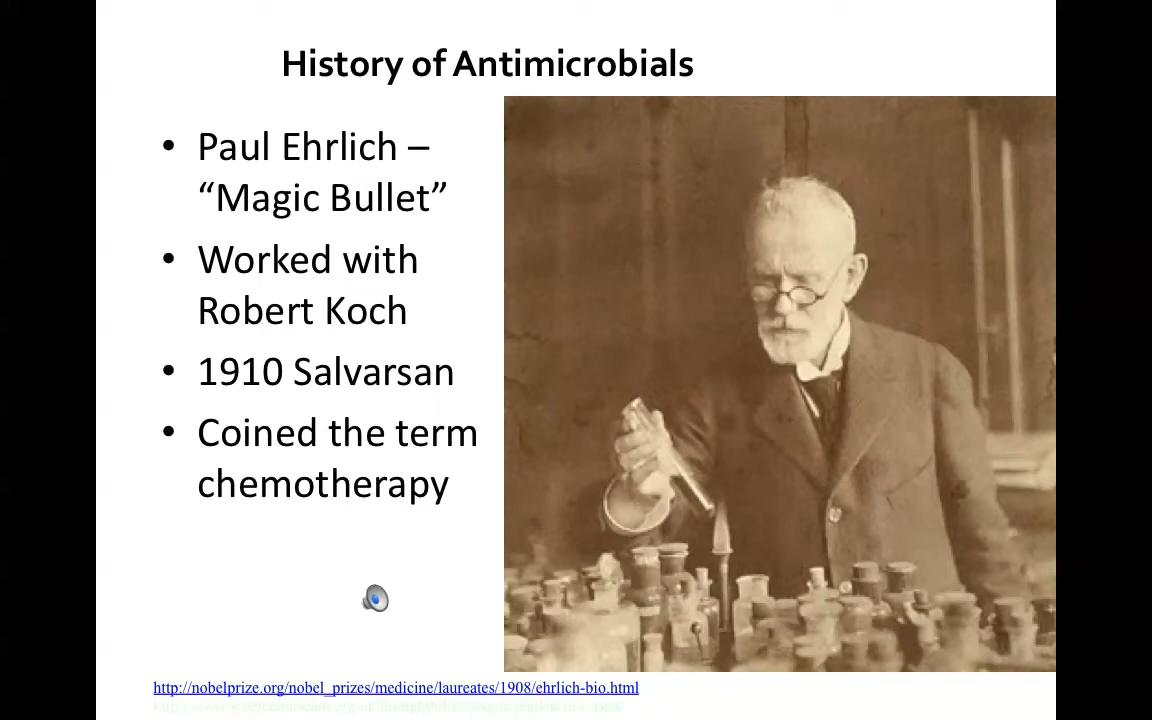 History of Antimicrobials
• Paul Ehrlich –
“Magic Bullet”
• Worked with
Robert Koch
• 1910 Salvarsan
• Coined the term
chemotherapy
http://nobelprize.org/nobel_prizes/medicine/laureates/1908/ehrlich-bio.html